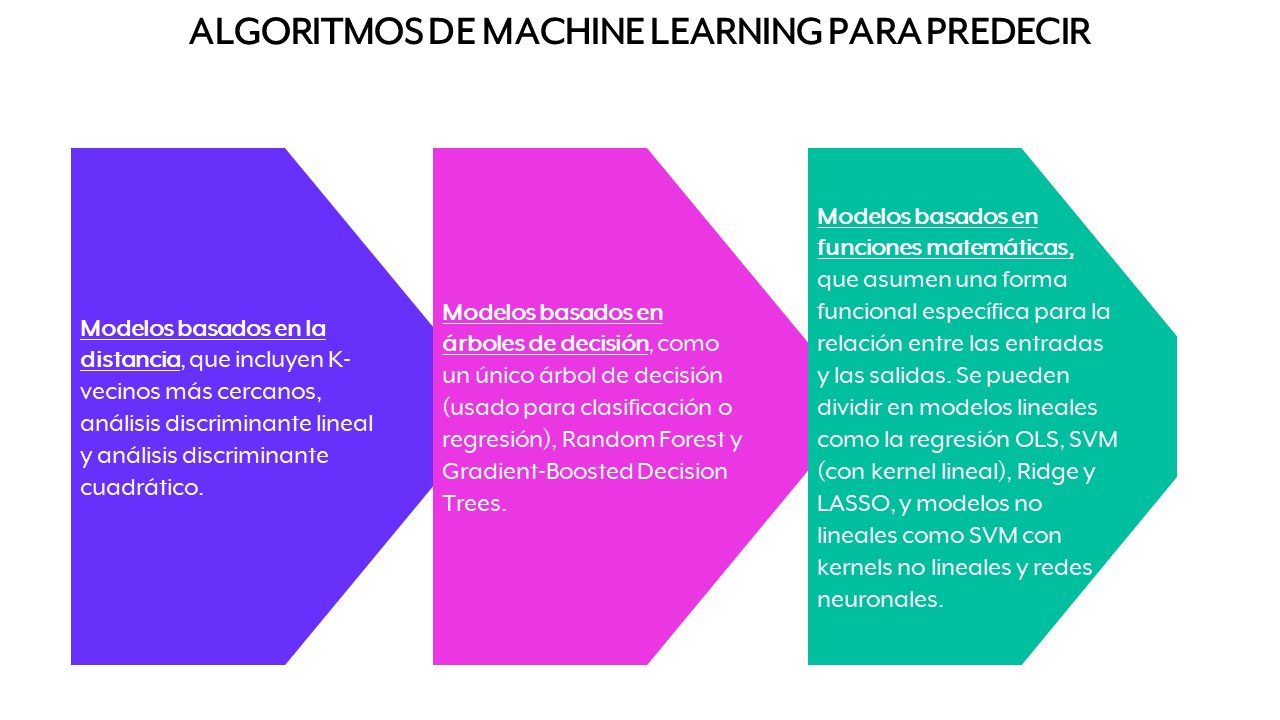 ALGORITMOS DE MACHINE LEARNING PARA PREDECIR
Modelos basados en la
distancia, que incluyen K-
vecinos más cercanos,
análisis discriminante lineal
y análisis discriminante
cuadrático.
Modelos basados en
árboles de decisión, como
un único árbol de decisión
(usado para clasificación o
regresión), Random Forest y
Gradient-Boosted Decision
Trees.
Modelos basados en
funciones matemáticas,
que asumen una forma
funcional específica para la
relación entre las entradas
y las salidas. Se pueden
dividir en modelos lineales
como la regresión OLS, SVM
(con kernel lineal), Ridge y
LASSO, y modelos no
lineales como SVM con
kernels no lineales y redes
neuronales.